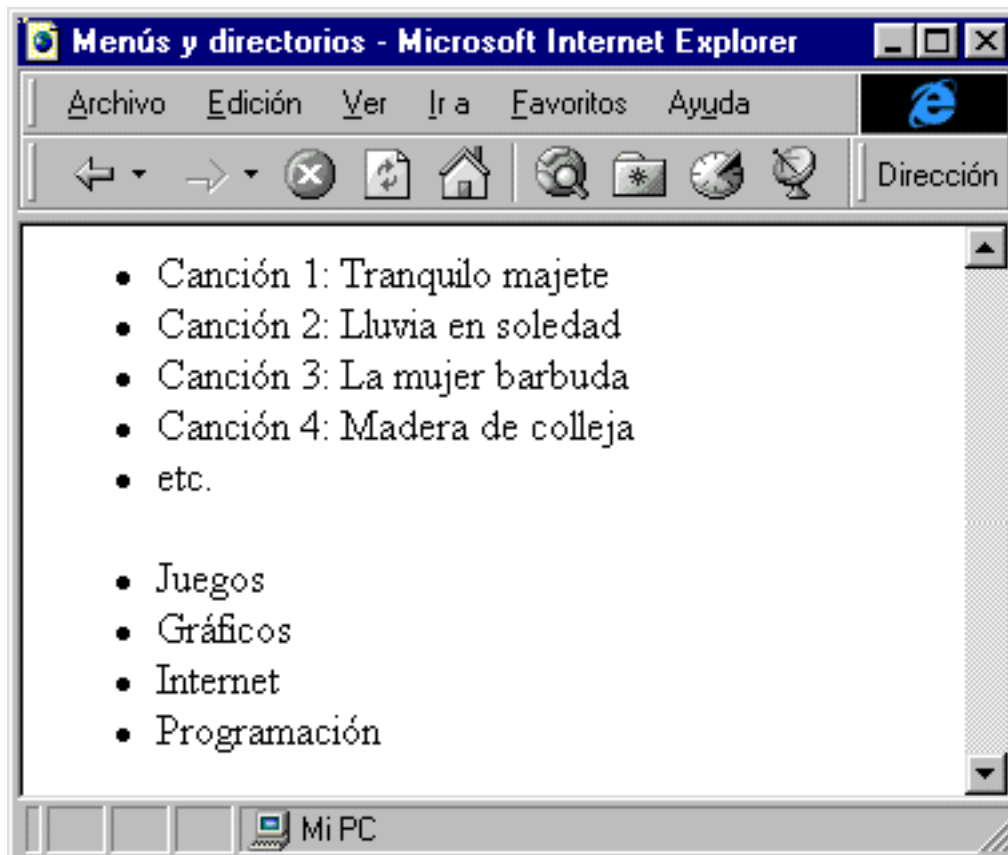 Menús y directorios - Microsoft Internet Explorer
Archivo Edición Ver Ir a Favoritos Ayuda
Dirección
• Canción 1: Tranquilo majete
• Canción 2: Lluvia en soledad
• Canción 3: La mujer barbuda
• Canción 4: Madera de colleja
• etc.
• Juegos
• Gráficos
• Internet
• Programación
Mi PC